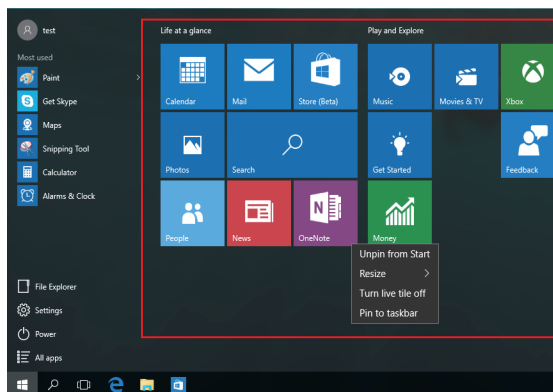 test
Most used
Paint
Get Skype
Maps
Snipping Tool
Calculator
Alarms & Clock
File Explorer
Settings
Power
All apps
Life at a glance
Calendar
Mail
Store (Beta)
Photos
Search
People
News
OneNote
Play and Explore
Music
Movies & TV
Xbox
Get Started
Feedback
Money
Unpin from Start
Resize
Turn live tile off
Pin to taskbar